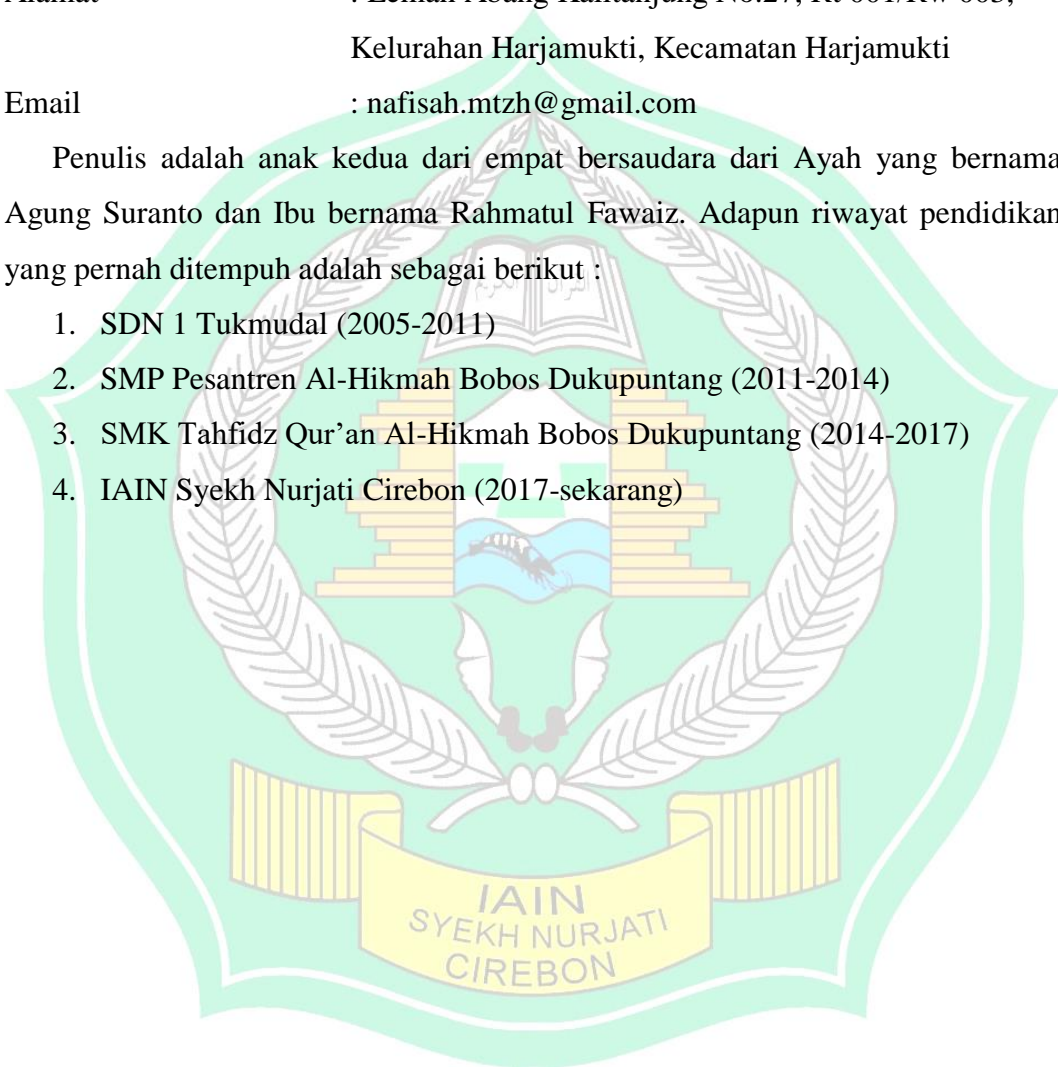 Kelurahan Harjamukti, Kecamatan Harjamukti
Email : nafisah.mtzh@gmail.com
Penulis adalah anak kedua dari empat bersaudara dari Ayah yang bernama
Agung Suranto dan Ibu bernama Rahmatul Fawaiz. Adapun riwayat pendidikan
yang pernah ditempuh adalah sebagai berikut :
القرآن الكريم
1. SDN 1 Tukmudal (2005-2011)
2. SMP Pesantren Al-Hikmah Bobos Dukupuntang (2011-2014)
3. SMK Tahfidz Qur’an Al-Hikmah Bobos Dukupuntang (2014-2017)
4. IAIN Syekh Nurjati Cirebon (2017-sekarang)
IAIN
SYEKH NURJATI
CIREBON